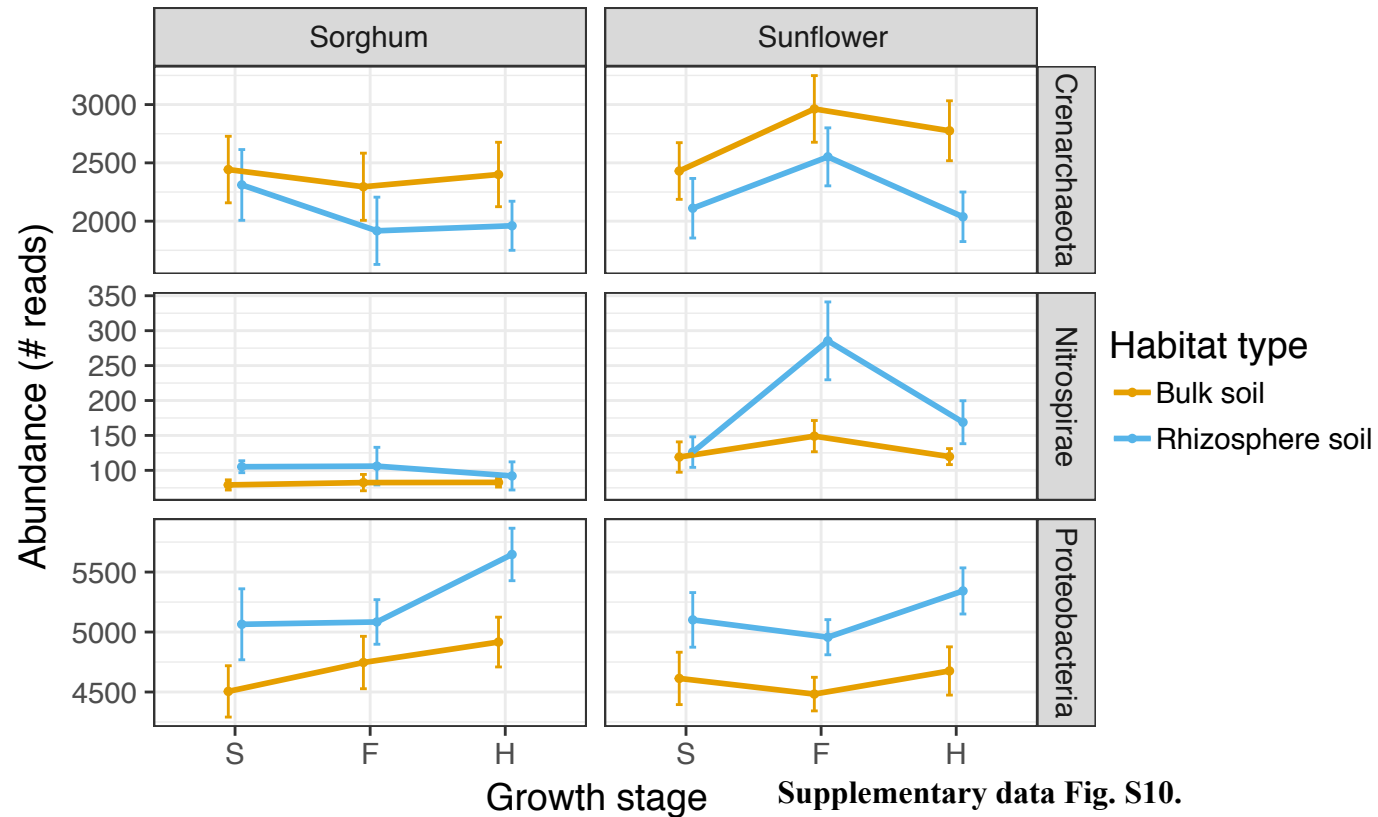 Sorghum
Sunflower
3000
2500
2000
Crenarchaeota
350
300
250
200
150
100
Nitrospirae
5500
5000
4500
Proteobacteria
Abundance (# reads)
S
F
H
S
F
H
Growth stage
Habitat type
Bulk soil
Rhizosphere soil
Supplementary data Fig. S10.